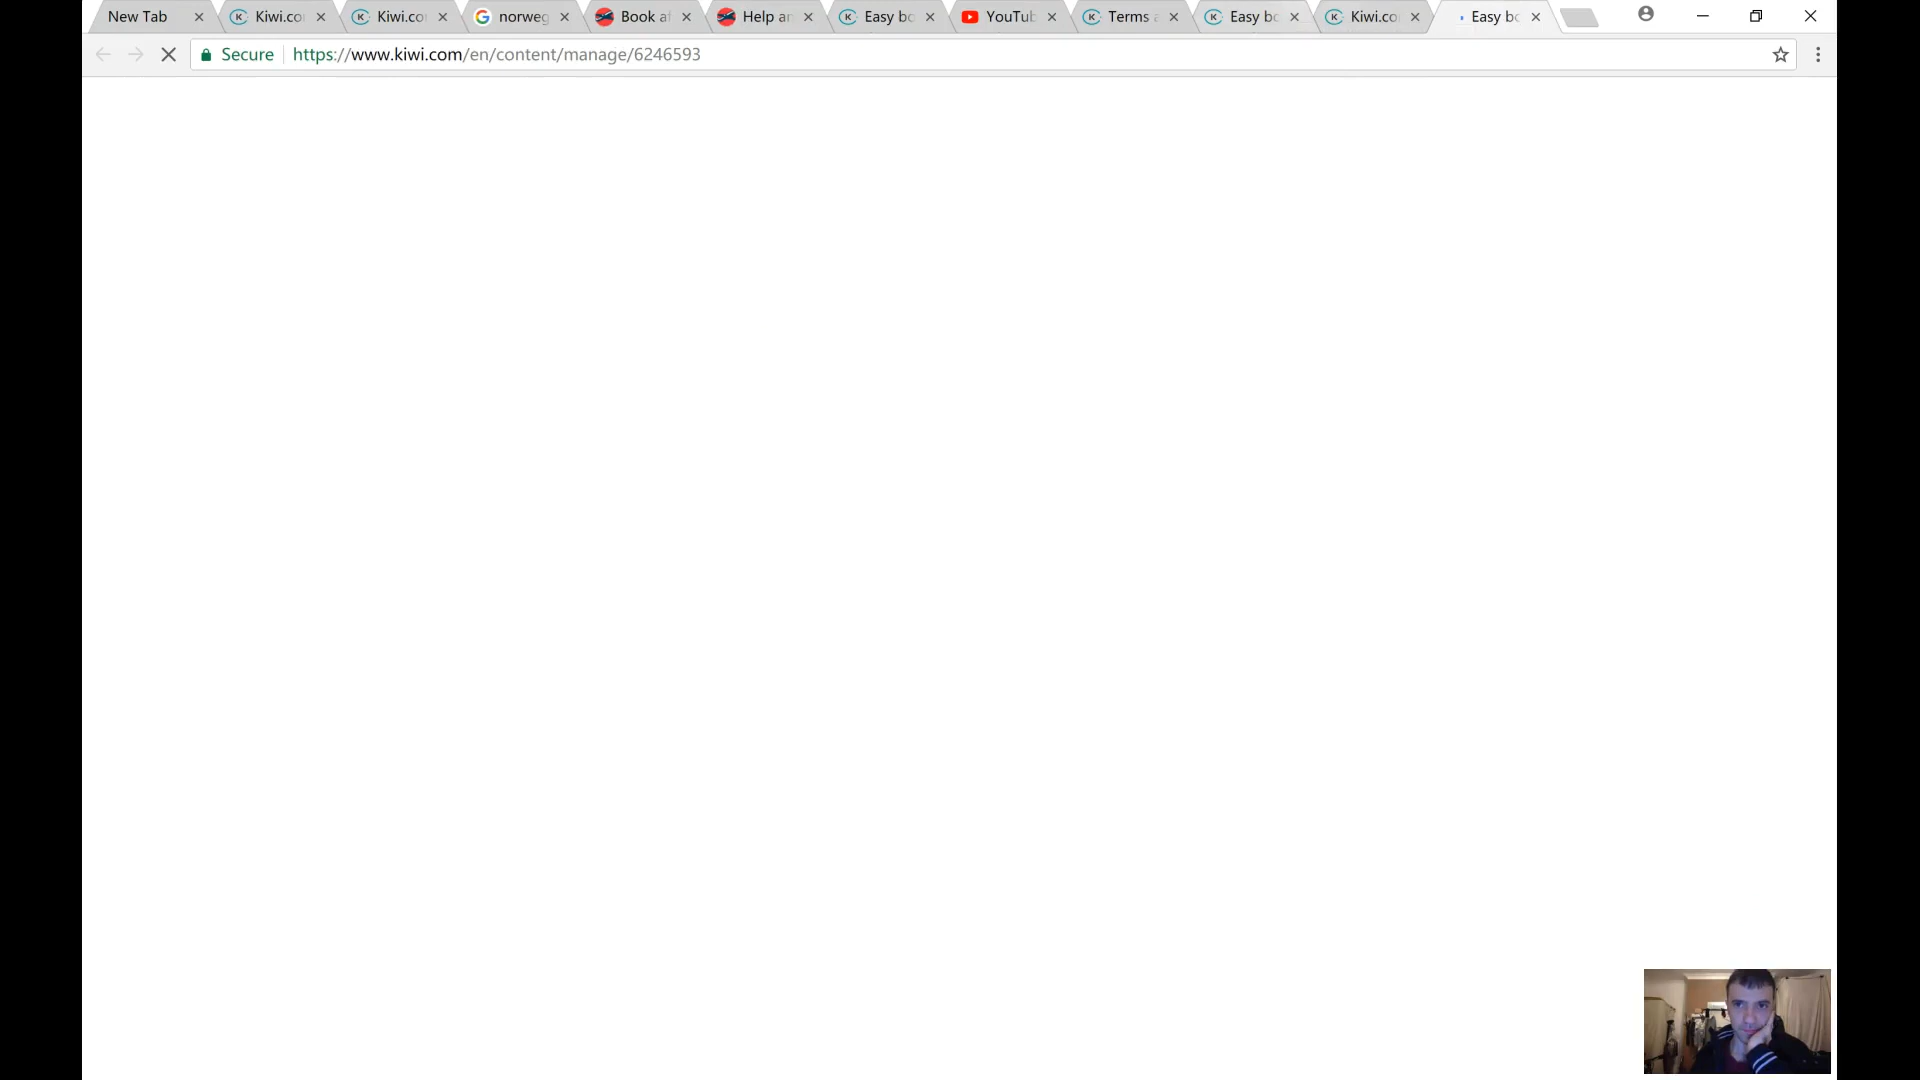 New Tab
Kiwi.co
Kiwi.co
norweg
Book a
Help an
Easy bo
YouTub
Terms a
Easy bo
Kiwi.co
Easy bo
Secure
https://www.kiwi.com/en/content/manage/6246593